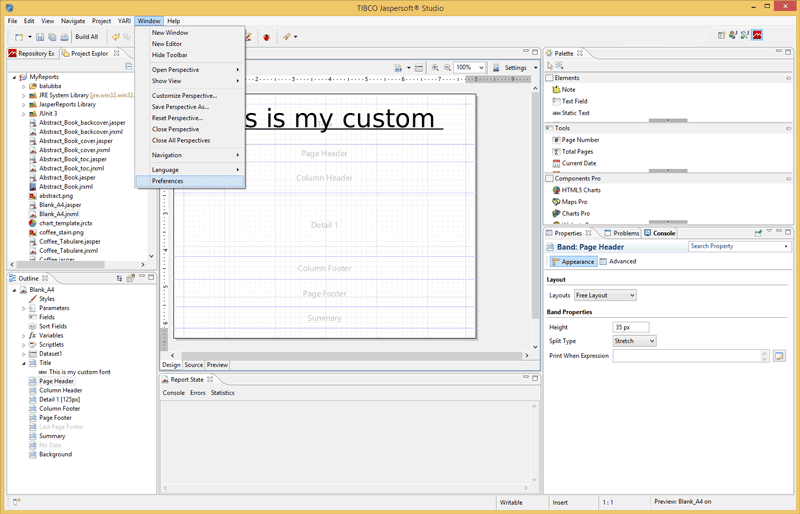 TIBCO Jaspersoft® Studio
File Edit View Navigate Project YARI Window Help
Build All
New Window
New Editor
Hide Toolbar
Open Perspective
Show View
Customize Perspective...
Save Perspective As...
Reset Perspective...
Close Perspective
Close All Perspectives
Navigation
Language
Preferences
Repository Ex
Project Explor
MyReports
balubba
JRE System Library [jre.win32.win32.
JasperReports Library
JUnit 3
Abstract_Book_backcover.jasper
Abstract_Book_backcover.jrxml
Abstract_Book_cover.jasper
Abstract_Book_cover.jrxml
Abstract_Book_toc.jasper
Abstract_Book_toc.jrxml
Abstract_Book.jasper
Abstract_Book.jrxml
abstract.png
Blank_A4.jasper
Blank_A4.jrxml
chart_template.jrctx
coffee_stain.png
Coffee_Tabulare.jasper
Coffee_Tabulare.jrxml
Coffee.jasper
Outline
Blank_A4
Styles
Parameters
Fields
Sort Fields
Variables
Scriptlets
Dataset1
Title
This is my custom font
Page Header
Column Header
Detail 1 [125px]
Column Footer
Page Footer
Last Page Footer
Summary
No Data
Background
100%
Settings
s is my custom
Page Header
Column Header
Detail 1
Column Footer
Page Footer
Summary
Design Source Preview
Report State
Console Errors Statistics
Palette
Elements
Note
Text Field
Static Text
Tools
Page Number
Total Pages
Current Date
Components Pro
HTML5 Charts
Maps Pro
Charts Pro
Properties
Problems
Console
Band: Page Header
Search Property
Appearance
Advanced
Layout
Layouts Free Layout
Band Properties
Height 35 px
Split Type Stretch
Print When Expression
Writable
Insert
1 : 1
Preview: Blank_A4 on